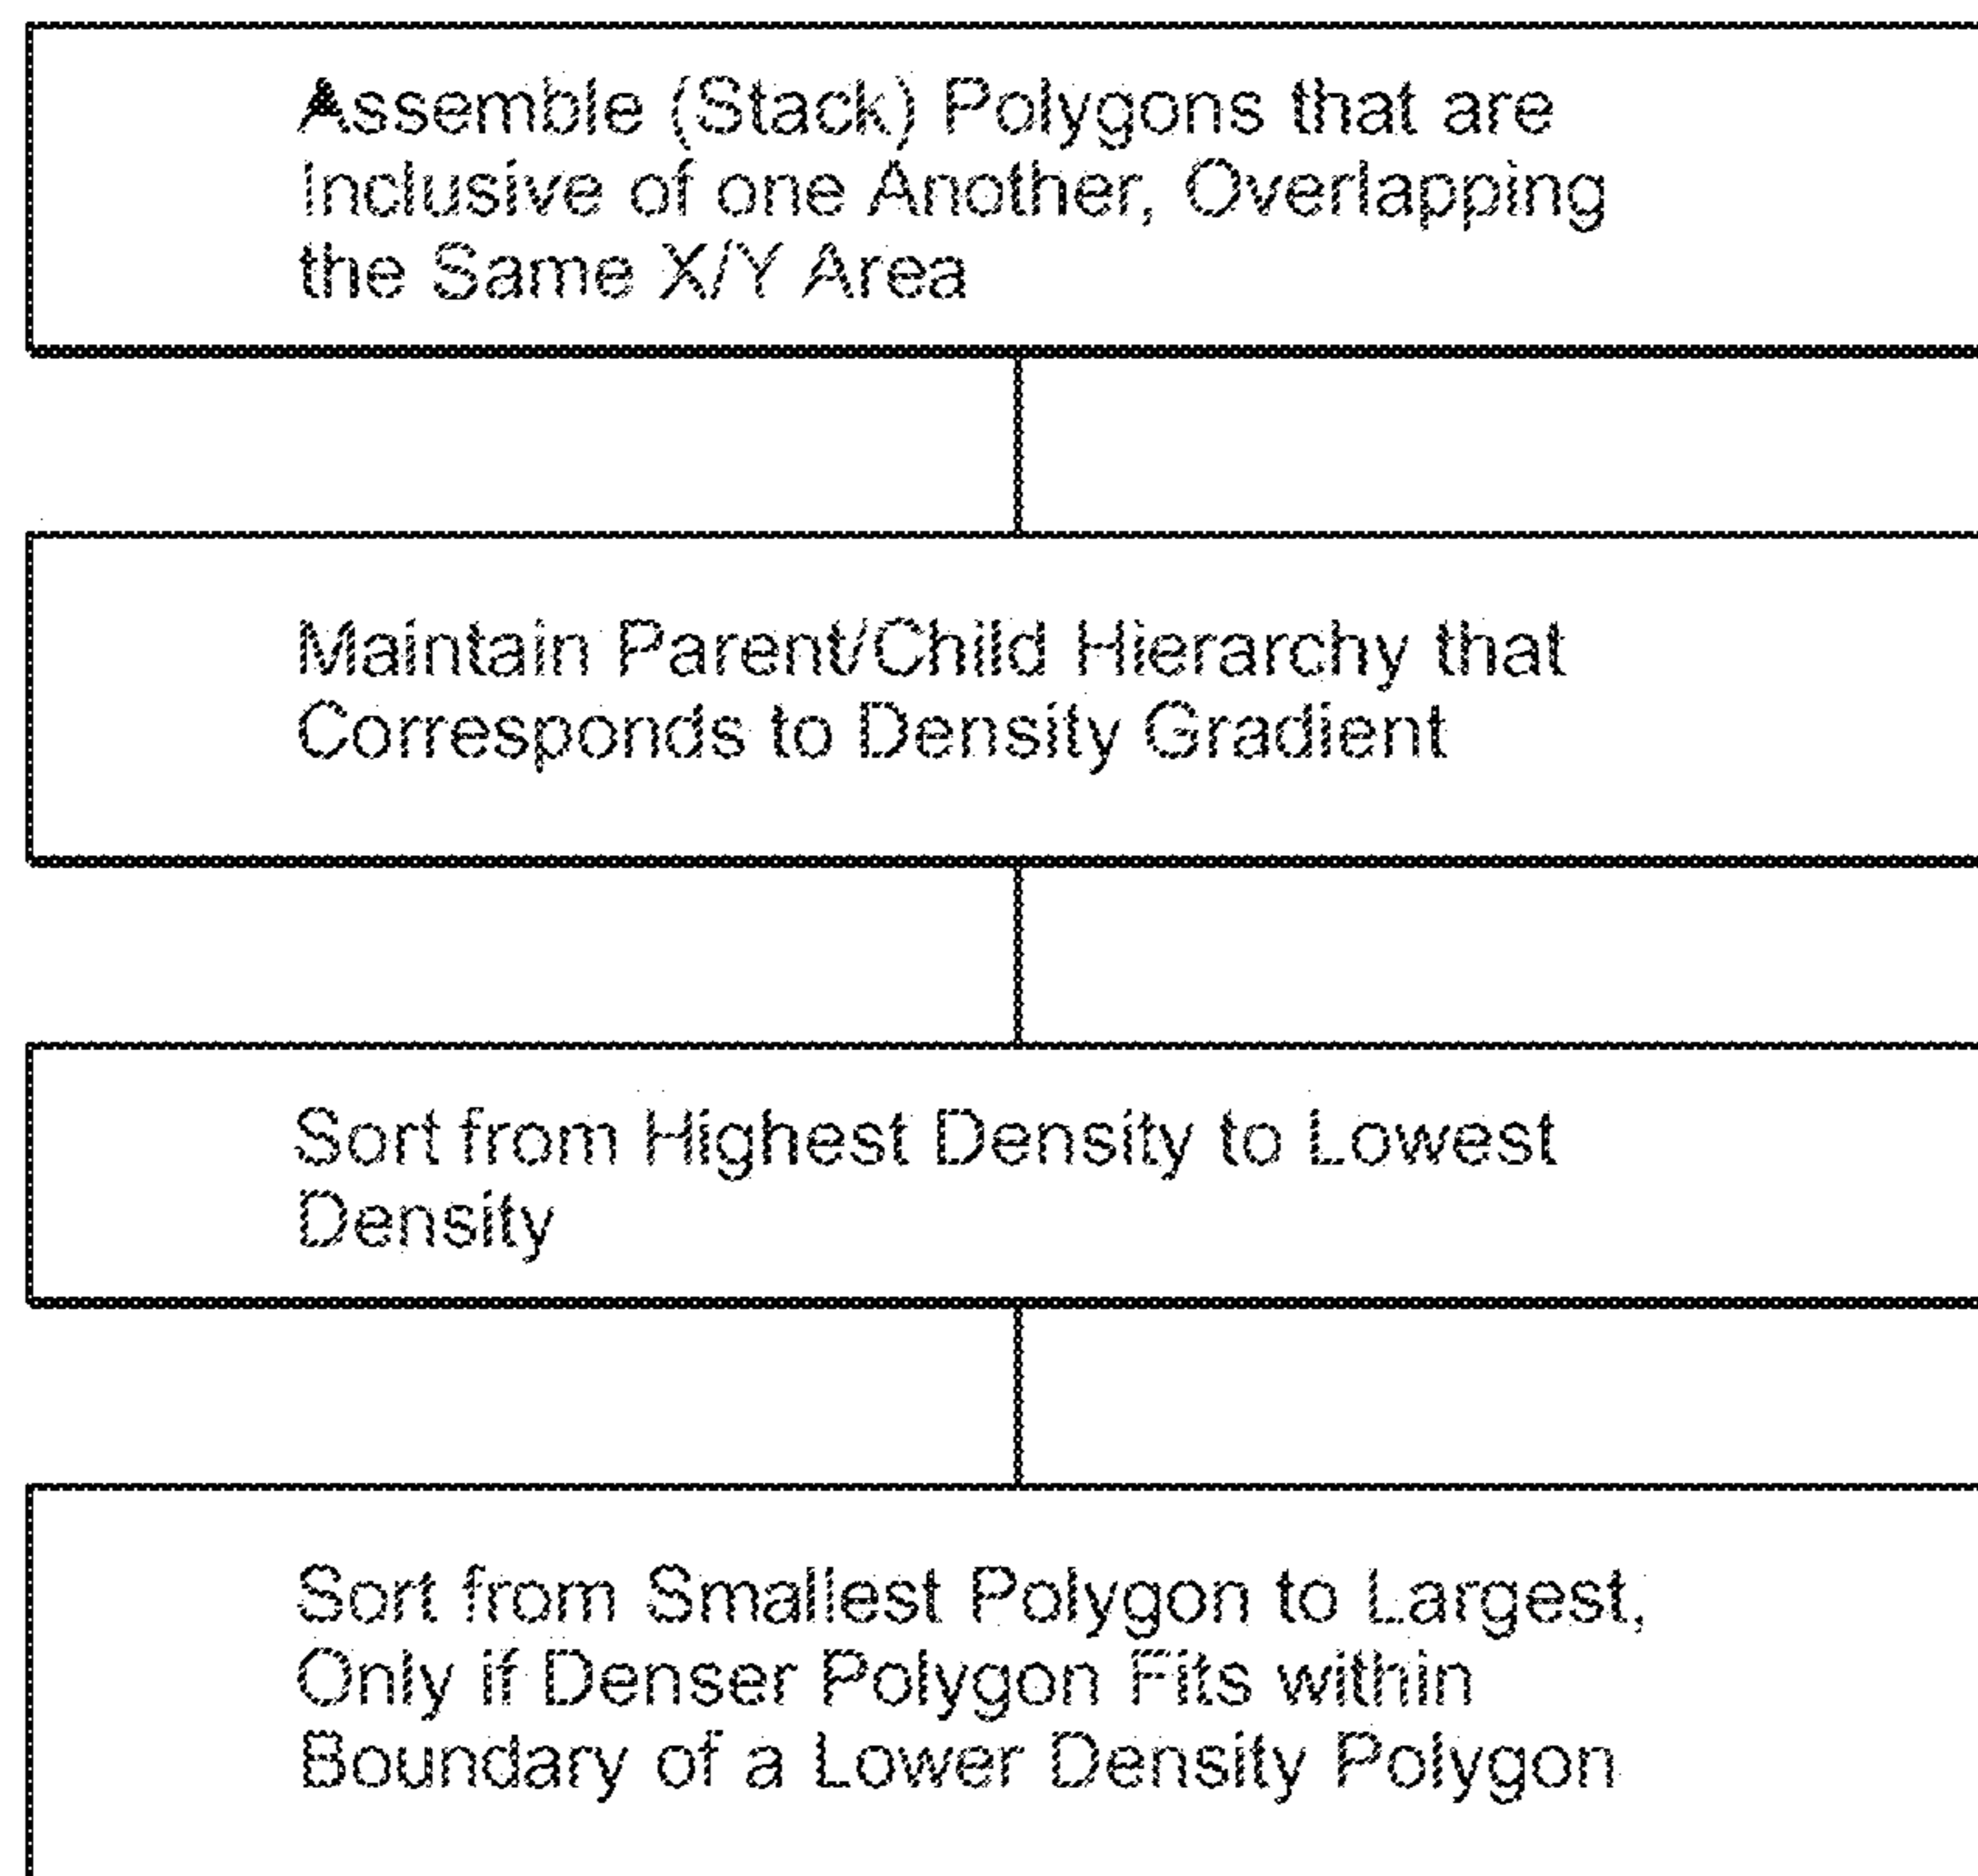 Assemble (Stack) Polygons that are
Inclusive of one Another, Overlapping
the Same X/Y Area
Maintain Parent/Child Hierarchy that
Corresponds to Density Gradient
Sort from Highest Density to Lowest
Density
Sort from Smallest Polygon to Largest,
Only if Denser Polygon Fits within
Boundary of a Lower Density Polygon